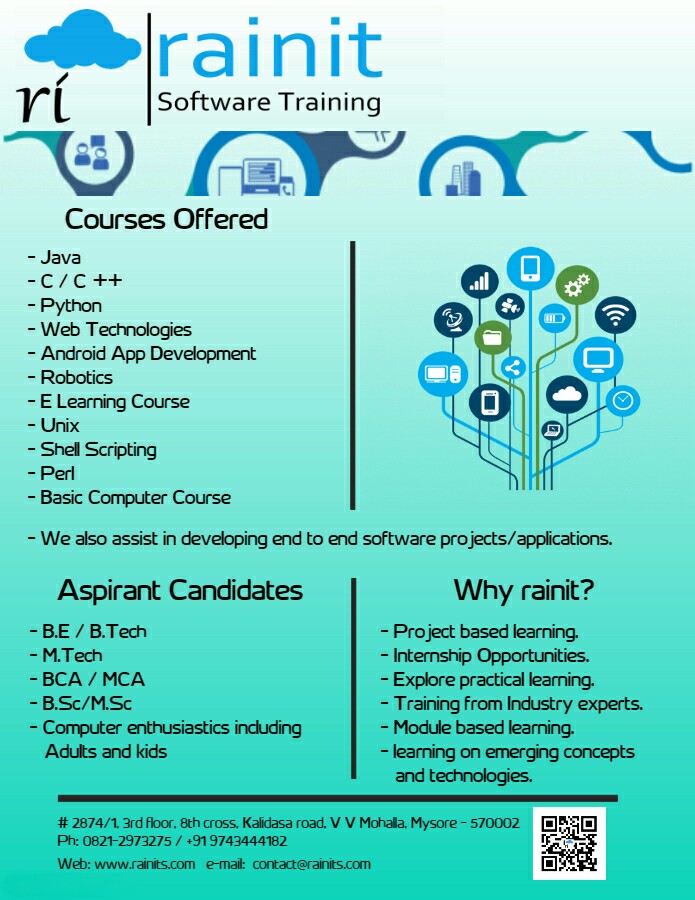 rainit
ri
Software Training
Courses Offered
- Java
- C / C ++
- Python
- Web Technologies
- Android App Development
- Robotics
- E Learning Course
- Unix
- Shell Scripting
- Perl
- Basic Computer Course
- We also assist in developing end to end software projects/applications.
Aspirant Candidates
- B.E / B.Tech
- M.Tech
- BCA / MCA
- B.Sc/M.Sc
- Computer enthusiastics including
Adults and kids
Why rainit?
- Project based learning.
- Internship Opportunities.
- Explore practical learning.
- Training from Industry experts.
- Module based learning.
- learning on emerging concepts
and technologies.
# 2874/1, 3rd floor, 8th cross, Kalidasa road, V V Mohalla, Mysore - 570002
Ph: 0821-2973275 / +91 9743444182
Web: www.rainits.com e-mail: contact@rainits.com